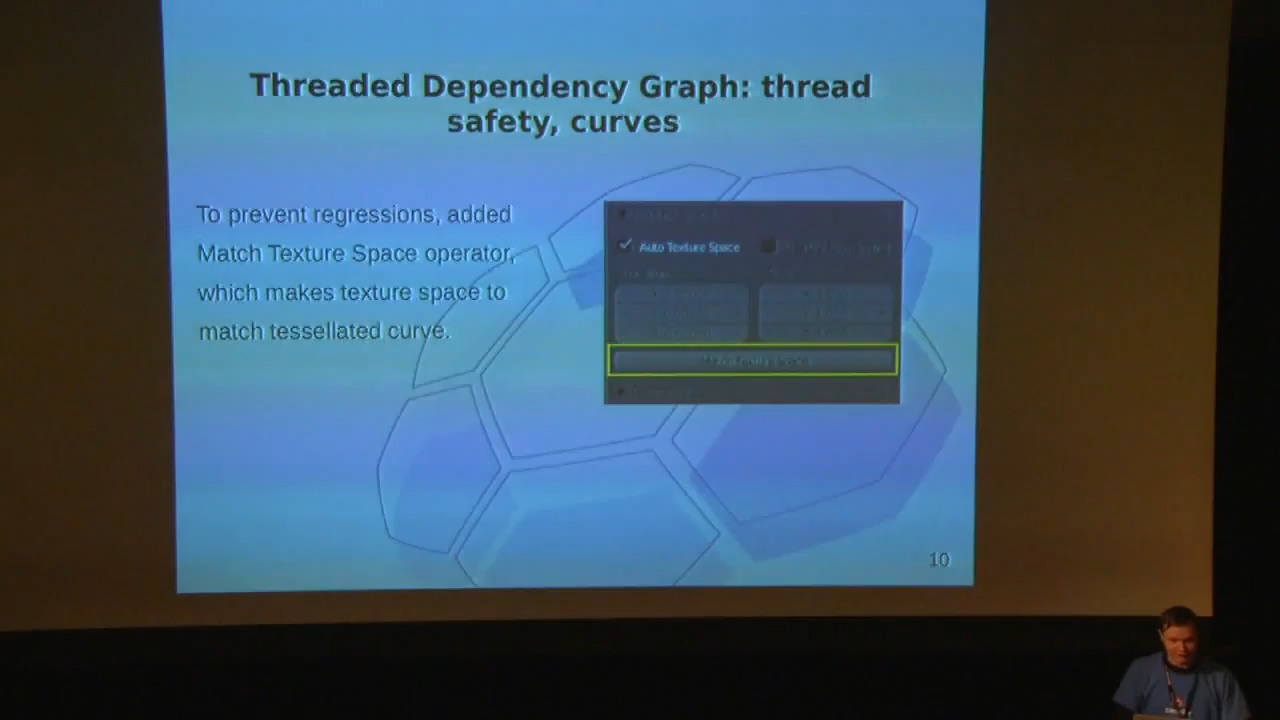 Threaded Dependency Graph: thread
safety, curves
To prevent regressions, added
Match Texture Space operator,
which makes texture space to
match tessellated curve.
Auto Texture Space
10